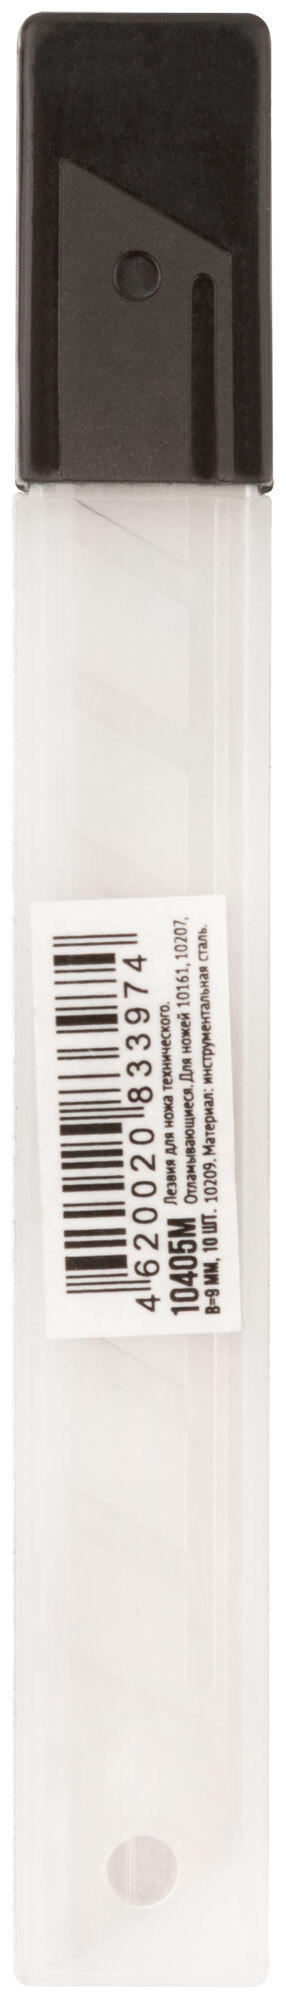 4 620020 833974
10405М
Лезвия для ножа технического.
Отламывающиеся. Для ножей 10161, 10207,
В=9 ММ, 10 ШТ. 10209. Материал: инструментальная сталь.